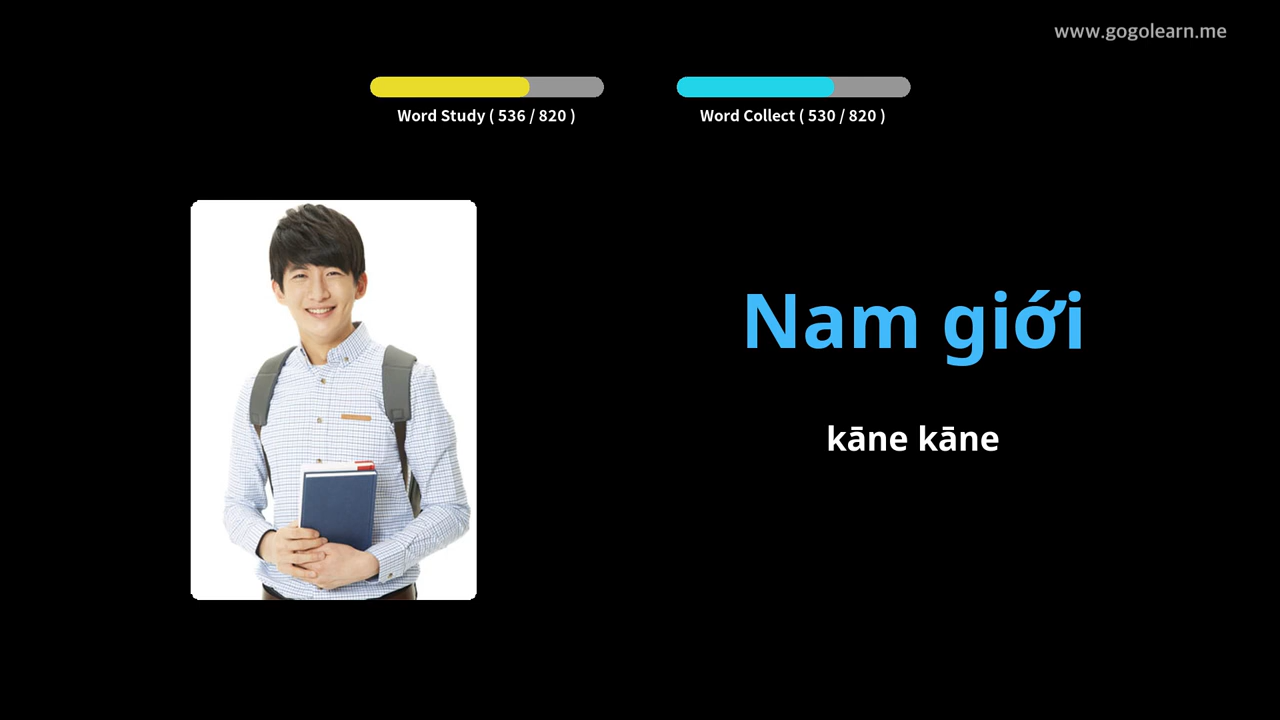 www.gogolearn.me
Word Study ( 536 / 820 )
Word Collect ( 530 / 820 )
Nam giới
kāne kāne